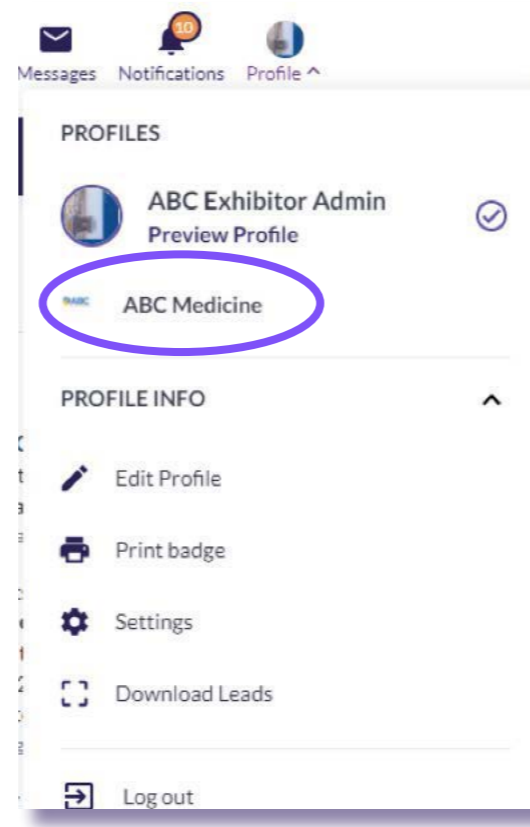 10
Messages Notifications Profile
PROFILES
ABC Exhibitor Admin
Preview Profile
ABC
ABC Medicine
PROFILE INFO
Edit Profile
Print badge
Settings
Download Leads
Log out